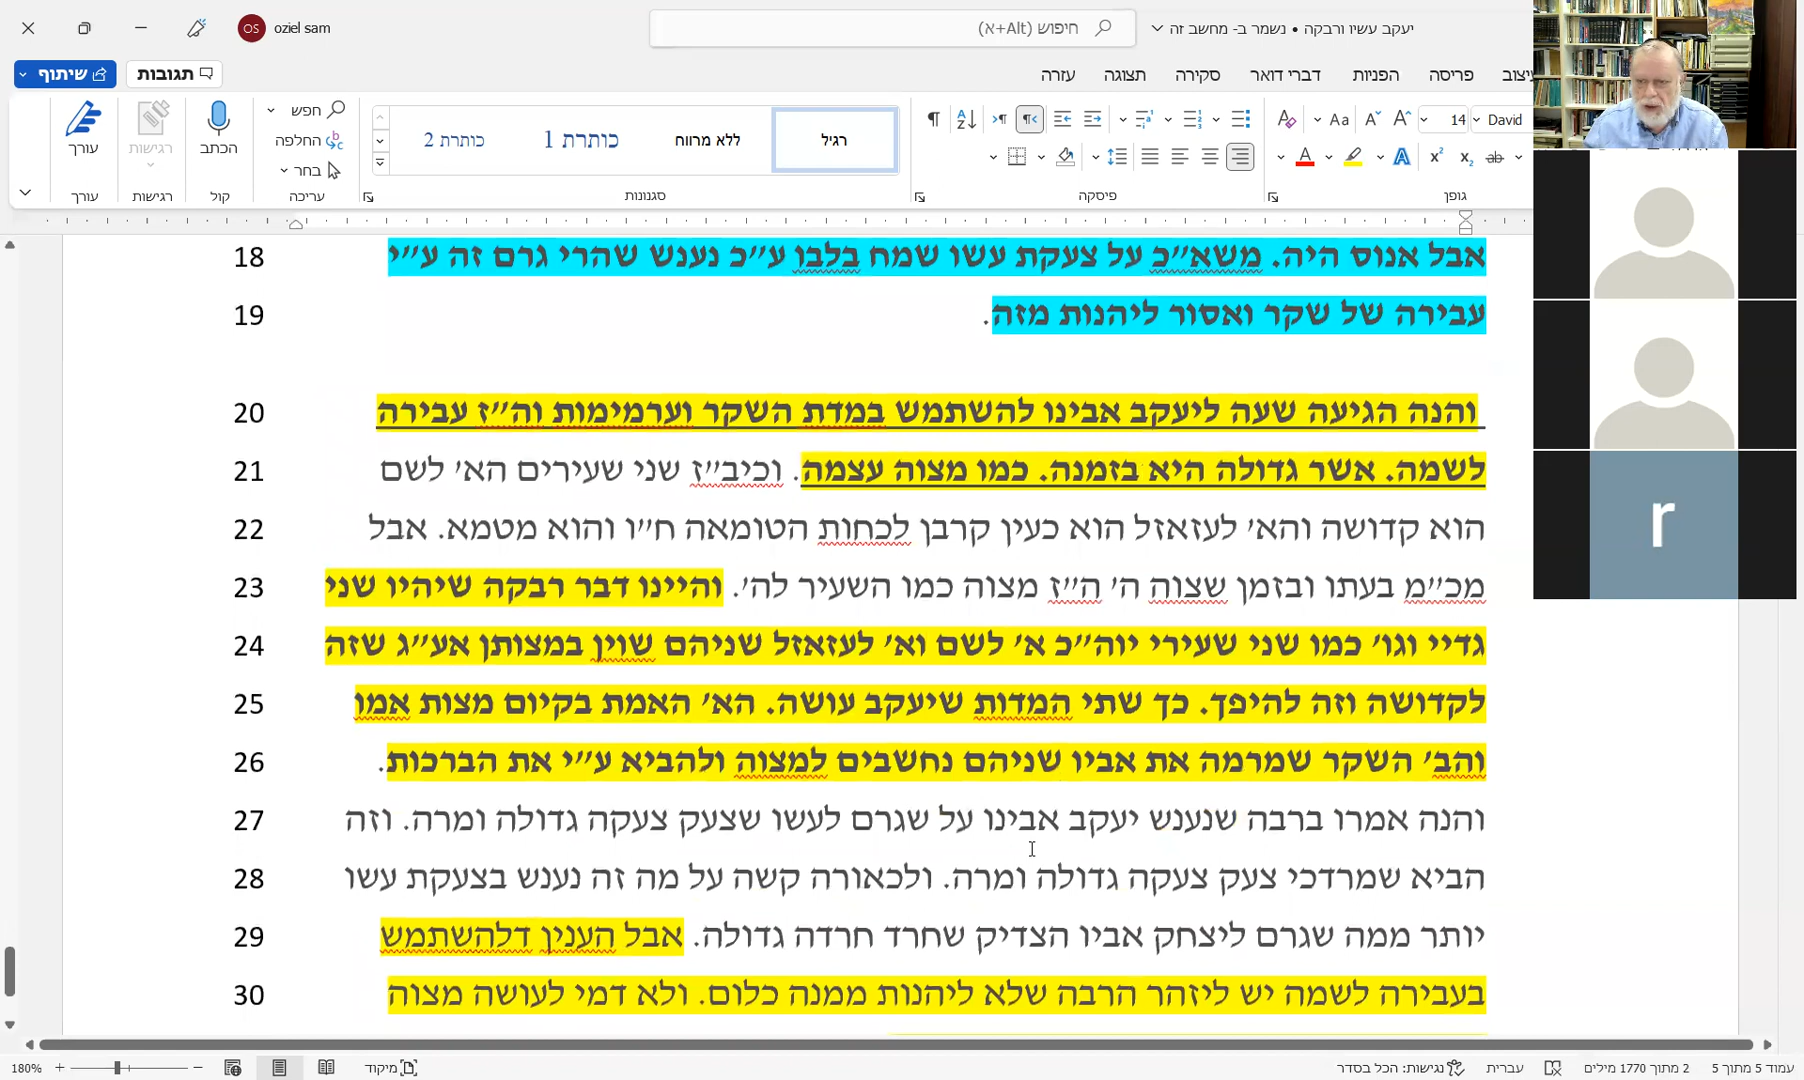 oziel sam
OS
חיפוש (Alt+א)
יעקב עשיו ורבקה • נשמר ב- מחשב זה
שיתוף
תגובות
עיצוב
פריסה
הפניות
דברי דואר
סקירה
תצוגה
עזרה
David
14
Aa
רגיל
ללא מרווח
כותרת 1
כותרת 2
חפש
החלפה
בחר
הכתב
רגישות
עורך
גופן
פיסקה
סגנונות
עריכה
קול
רגישות
עורך
18 אבל אנוס היה. משא״כ על צעקת עשו שמח בלבו ע״כ נענש שהרי גרם זה ע״י
19 עבירה של שקר ואסור ליהנות מזה.
20 והנה הגיעה שעה ליעקב אבינו להשתמש במדת השקר וערמימות וה״ז עבירה
21 לשמה. אשר גדולה היא בזמנה. כמו מצוה עצמה. וכיב״ז שני שעירים הא׳ לשם
22 הוא קדושה והא׳ לעזאזל הוא כעין קרבן לכחות הטומאה ח״ו והוא מטמא. אבל
23 מכ״מ בעתו ובזמן שצוה ה׳ ה״ז מצוה כמו השעיר לה׳. והיינו דבר רבקה שיהיו שני
24 גדיי וגו׳ כמו שני שעירי יוה״כ א׳ לשם וא׳ לעזאזל שניהם שוין במצותן אע״ג שזה
25 לקדושה וזה להיפך. כך שתי המדות שיעקב עושה. הא׳ האמת בקיום מצות אמו
26 והב׳ השקר שמרמה את אביו שניהם נחשבים למצוה ולהביא ע״י את הברכות.
27 והנה אמרו ברבה שנענש יעקב אבינו על שגרם לעשו שצעק צעקה גדולה ומרה. וזה
28 הביא שמרדכי צעק צעקה גדולה ומרה. ולכאורה קשה על מה זה נענש בצעקת עשו
29 יותר ממה שגרם ליצחק אביו הצדיק שחרד חרדה גדולה. אבל הענין דלהשתמש
30 בעבירה לשמה יש ליזהר הרבה שלא ליהנות ממנה כלום. ולא דמי לעושה מצוה
r
עמוד 5 מתוך 5
2 מתוך 1770 מילים
עברית
נגישות: הכל בסדר
מיקוד
180%